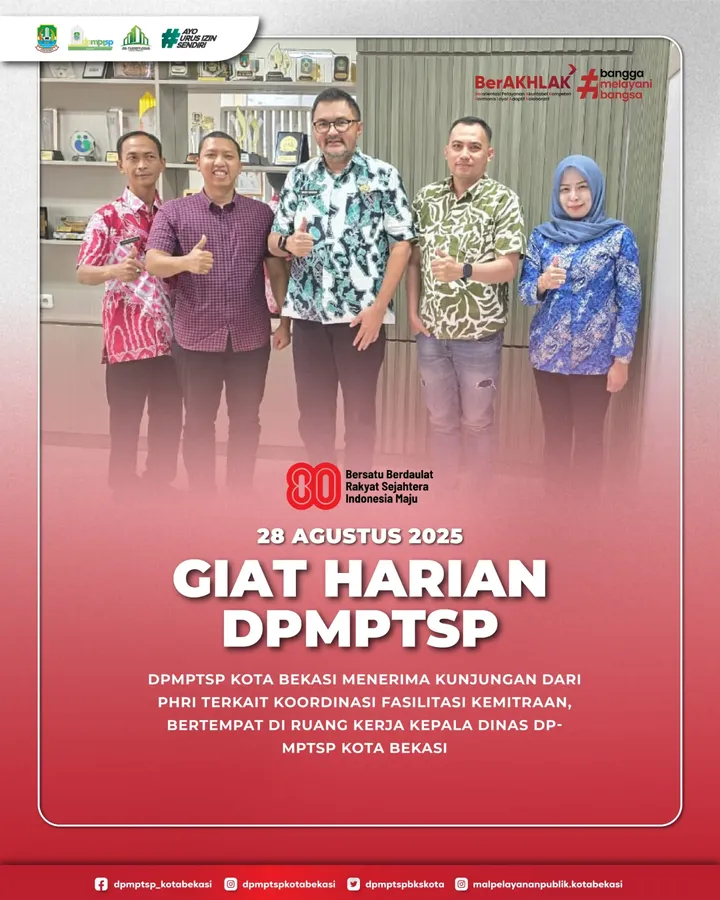 #AYO
URUS IZIN
SENDIRI
BerAKHLAK
#bangga
melayani
bangsa
80
Bersatu Berdaulat
Rakyat Sejahtera
Indonesia Maju
28 AGUSTUS 2025
GIAT HARIAN
DPMPTSP
DPMPTSP KOTA BEKASI MENERIMA KUNJUNGAN DARI
PHRI TERKAIT KOORDINASI FASILITASI KEMITRAAN,
BERTEMPAT DI RUANG KERJA KEPALA DINAS DP-
MPTSP KOTA BEKASI
dpmptsp_kotabekasi
dpmptspkotabekasi
dpmptspbkskota
malpelayananpublik.kotabekasi